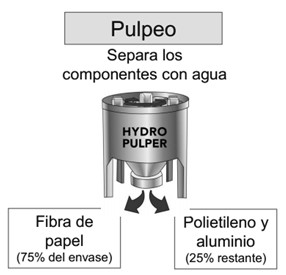 Pulpeo
Separa los
componentes con agua
HYDRO
PULPER
Fibra de
papel
(75% del envase)
Polietileno y
aluminio
(25% restante)